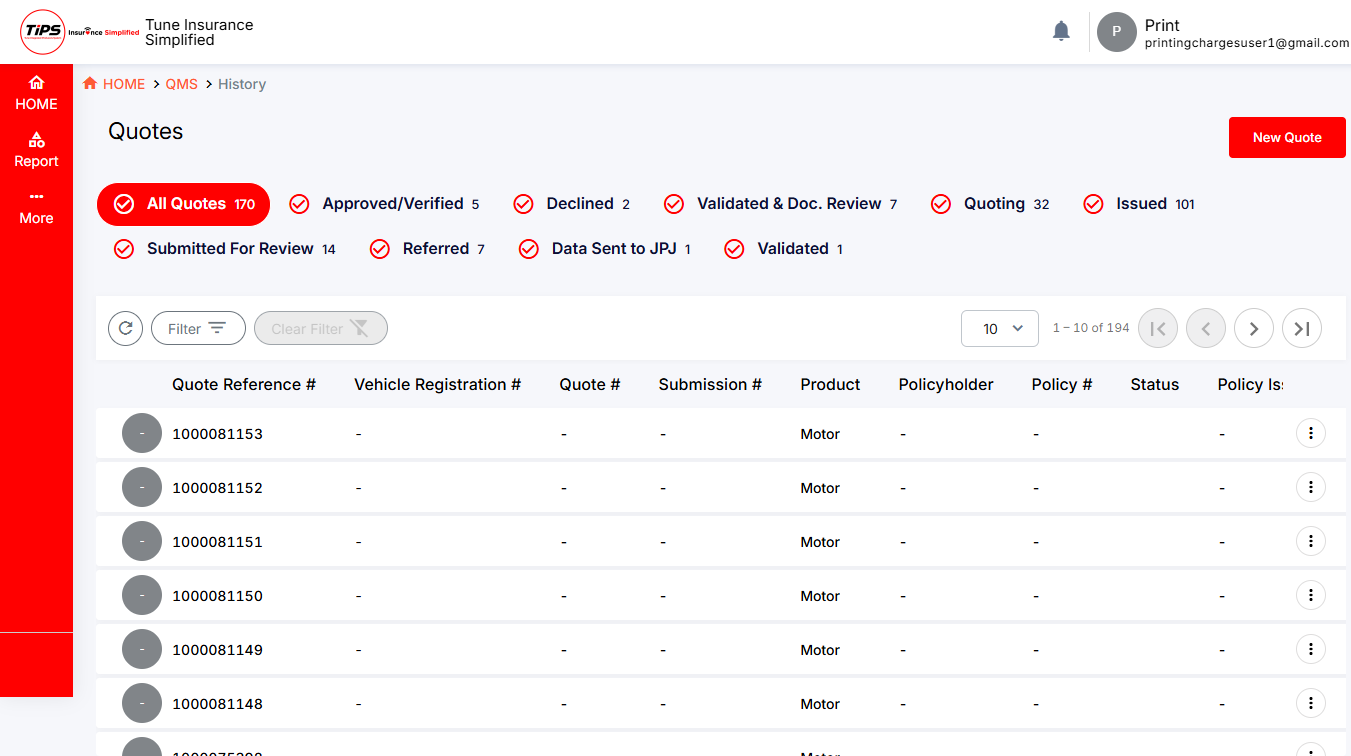 TiPS Insurance Simplified
Tune Insurance
Simplified
P
Print
printingchargesuser1@gmail.com
HOME
Report
More
HOME > QMS > History
Quotes
New Quote
All Quotes 170
Approved/Verified 5
Declined 2
Validated & Doc. Review 7
Quoting 32
Issued 101
Submitted For Review 14
Referred 7
Data Sent to JPJ 1
Validated 1
Filter
Clear Filter
10
1 – 10 of 194
Quote Reference # Vehicle Registration # Quote # Submission # Product Policyholder Policy # Status Policy Is
- 1000081153 - - - Motor - - -
- 1000081152 - - - Motor - - -
- 1000081151 - - - Motor - - -
- 1000081150 - - - Motor - - -
- 1000081149 - - - Motor - - -
- 1000081148 - - - Motor - - -